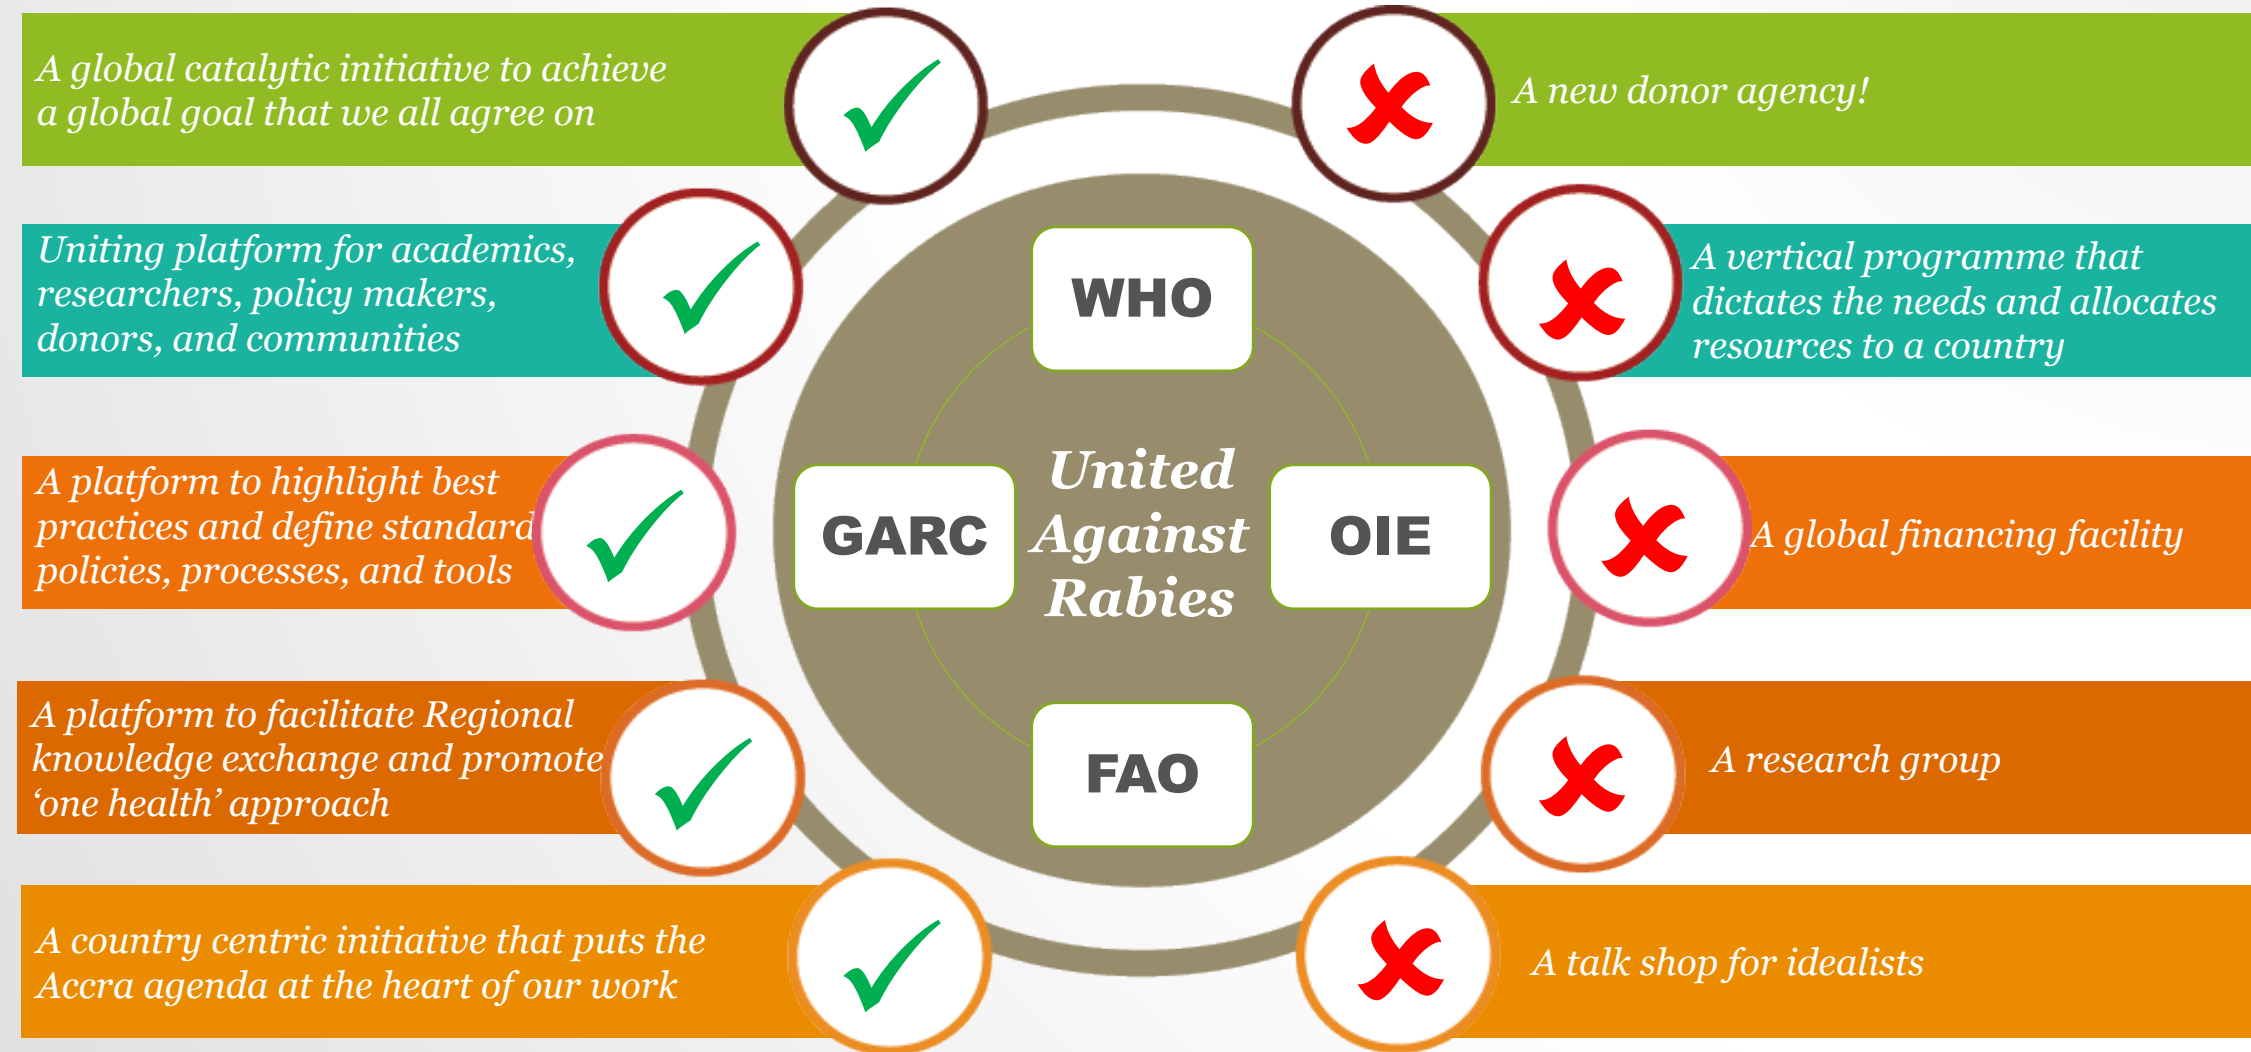 A global catalytic initiative to achieve
a global goal that we all agree on
Uniting platform for academics,
researchers, policy makers,
donors, and communities
A platform to highlight best
practices and define standard
policies, processes, and tools
A platform to facilitate Regional
knowledge exchange and promote
‘one health’ approach
A country centric initiative that puts the
Accra agenda at the heart of our work
WHO
GARC
United
Against
Rabies
OIE
FAO
A new donor agency!
A vertical programme that
dictates the needs and allocates
resources to a country
A global financing facility
A research group
A talk shop for idealists